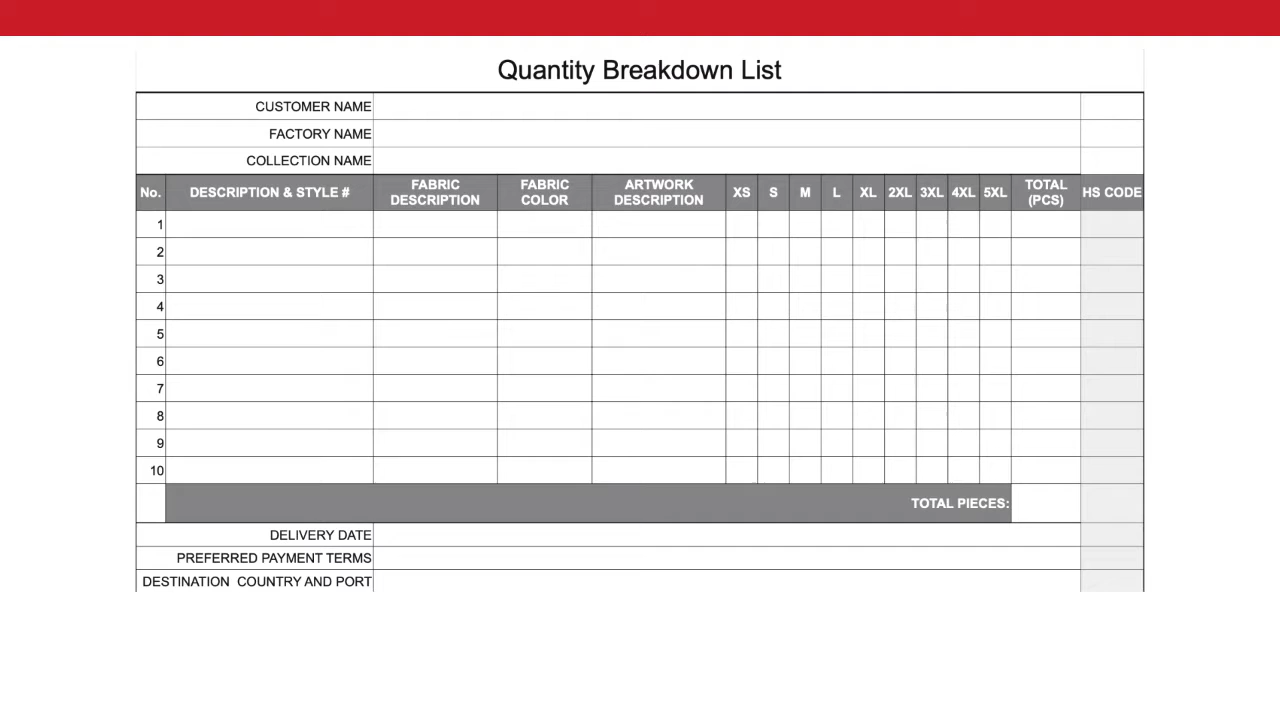 Quantity Breakdown List
CUSTOMER NAME
FACTORY NAME
COLLECTION NAME
No. DESCRIPTION & STYLE # FABRIC DESCRIPTION FABRIC COLOR ARTWORK DESCRIPTION XS S M L XL 2XL 3XL 4XL 5XL TOTAL (PCS) HS CODE
1
2
3
4
5
6
7
8
9
10
TOTAL PIECES:
DELIVERY DATE
PREFERRED PAYMENT TERMS
DESTINATION COUNTRY AND PORT